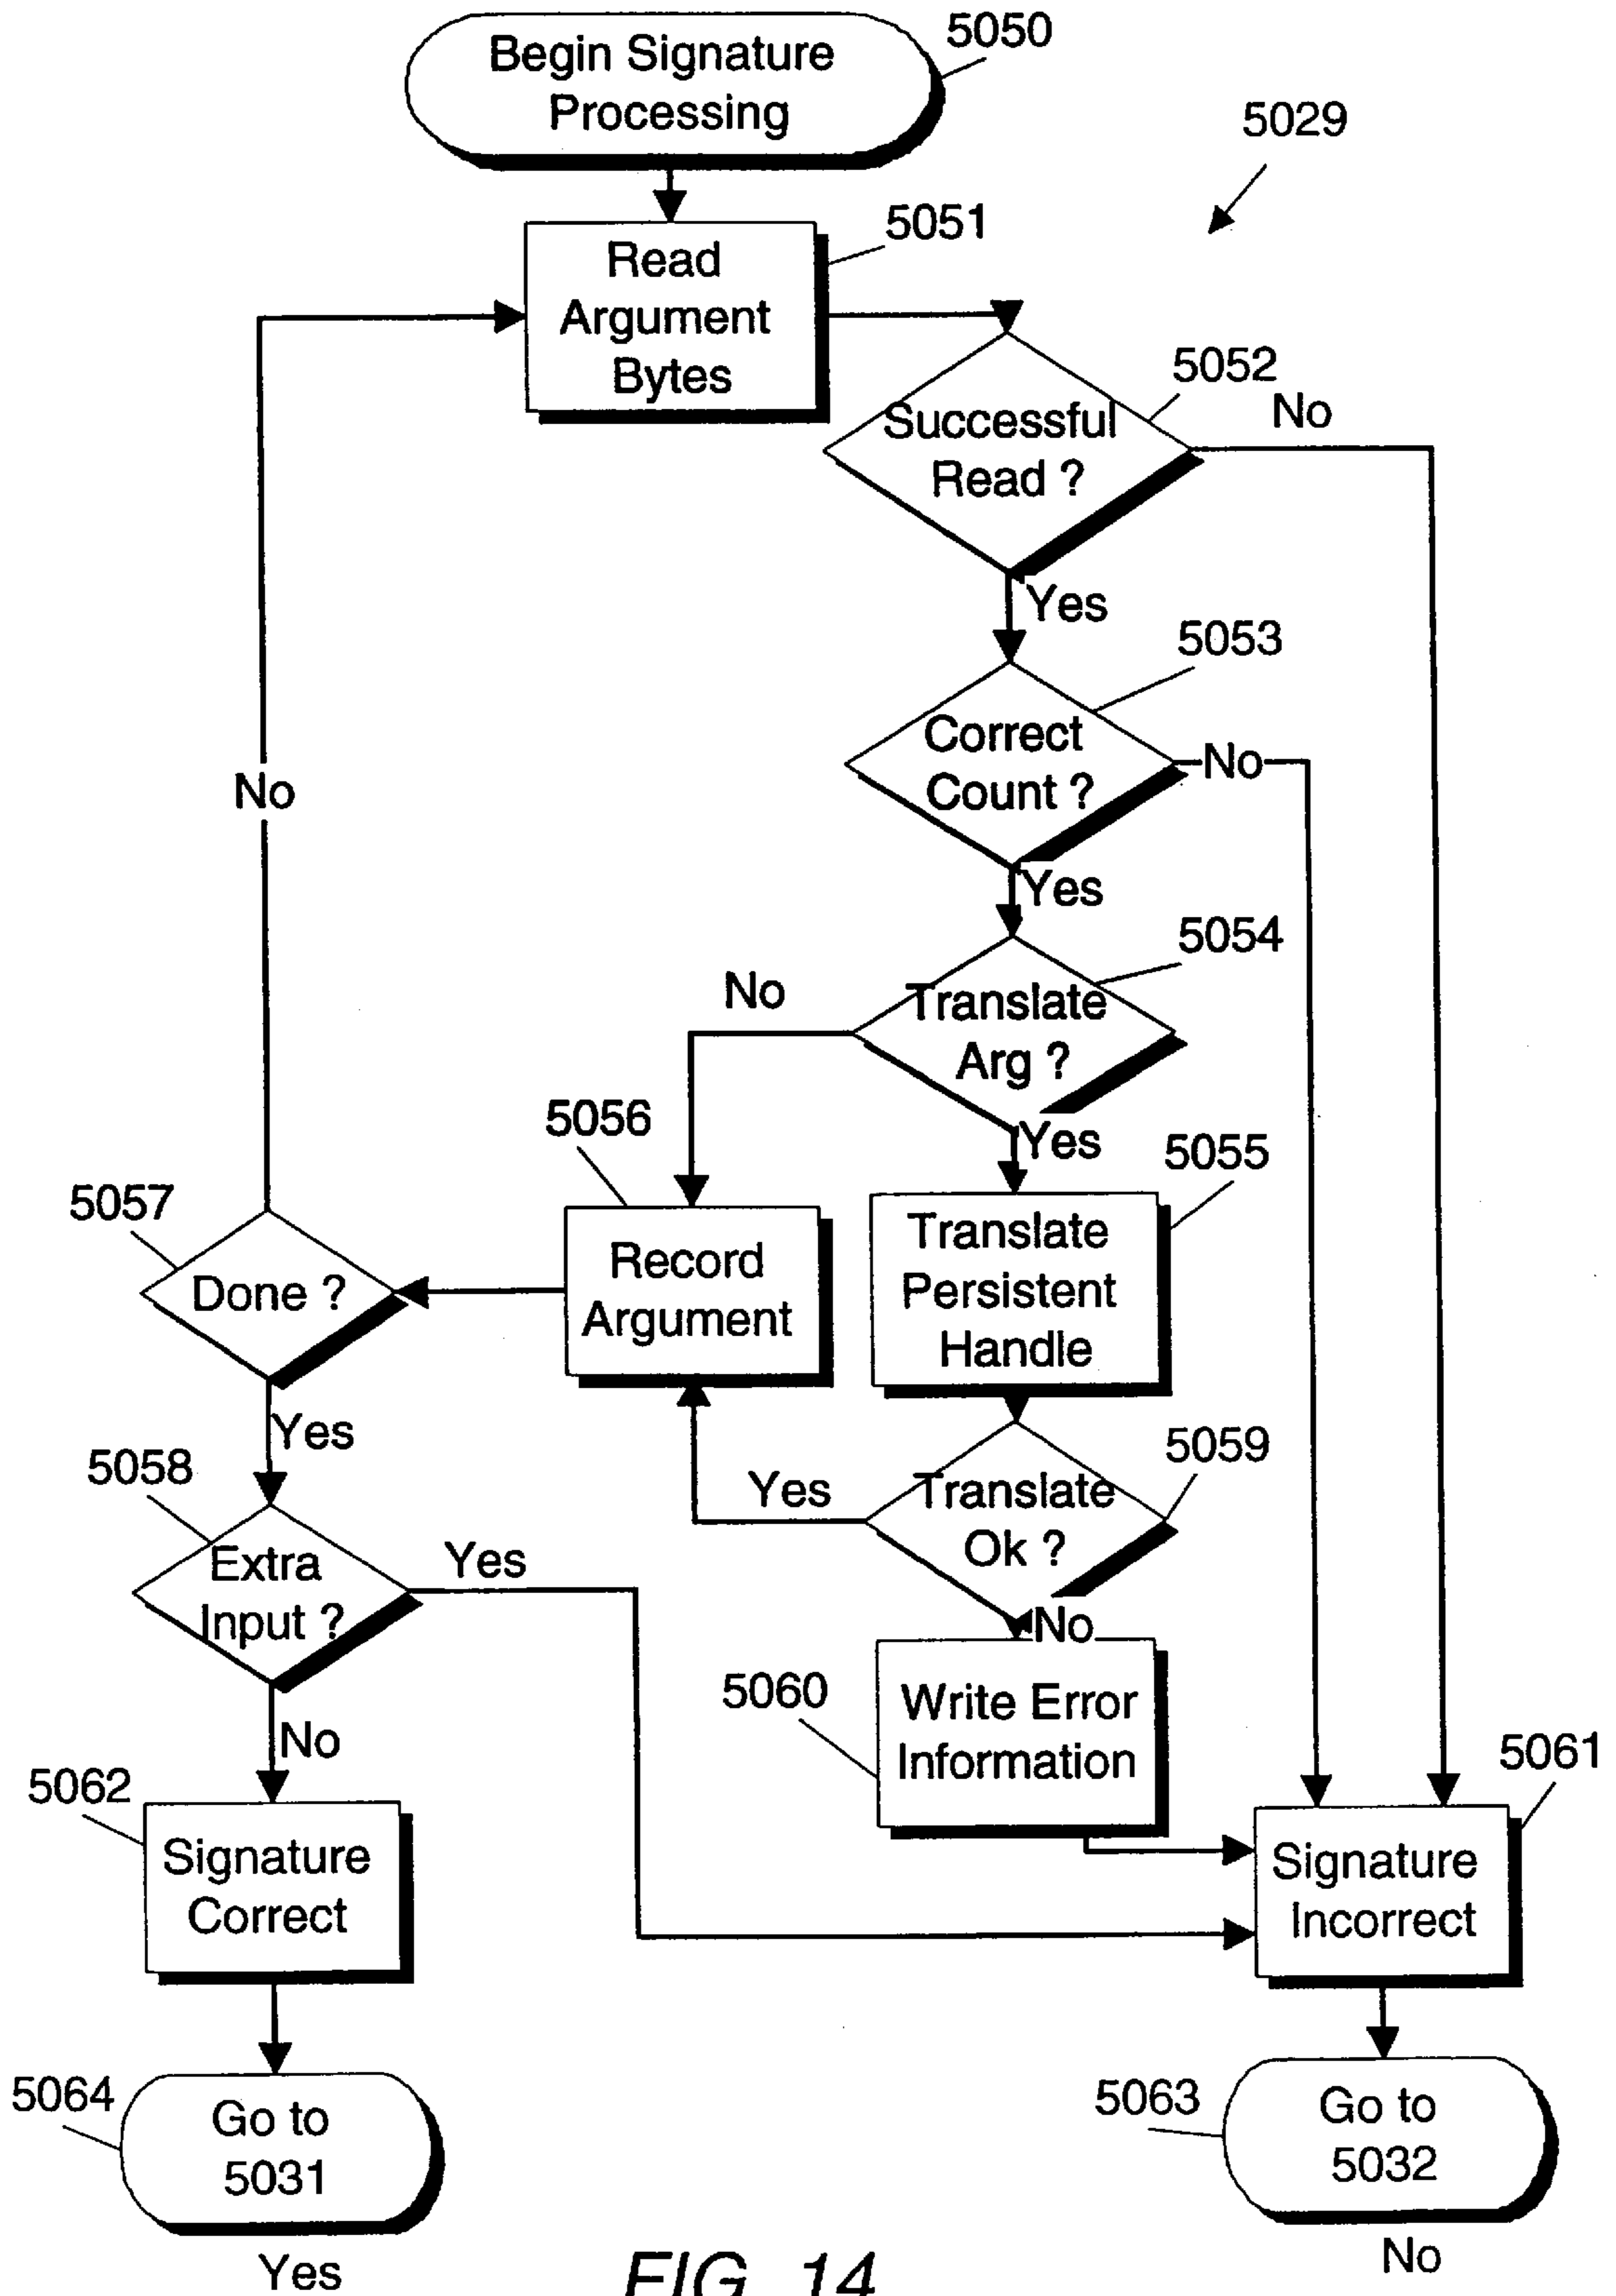 Begin Signature
Processing
5050
5029
Read
Argument
Bytes
5051
Successful
Read ?
5052
No
Yes
Correct
Count ?
5053
No
Yes
No
Translate
Arg ?
5054
No
Yes
5056
Record
Argument
Translate
Persistent
Handle
5055
5057
Done ?
Yes
5058
Extra
Input ?
Yes
Translate
Ok ?
5059
Yes
No
5060
Write Error
Information
No
5062
Signature
Correct
5061
Signature
Incorrect
5064
Go to
5031
Yes
5063
Go to
5032
No
FIG. 14